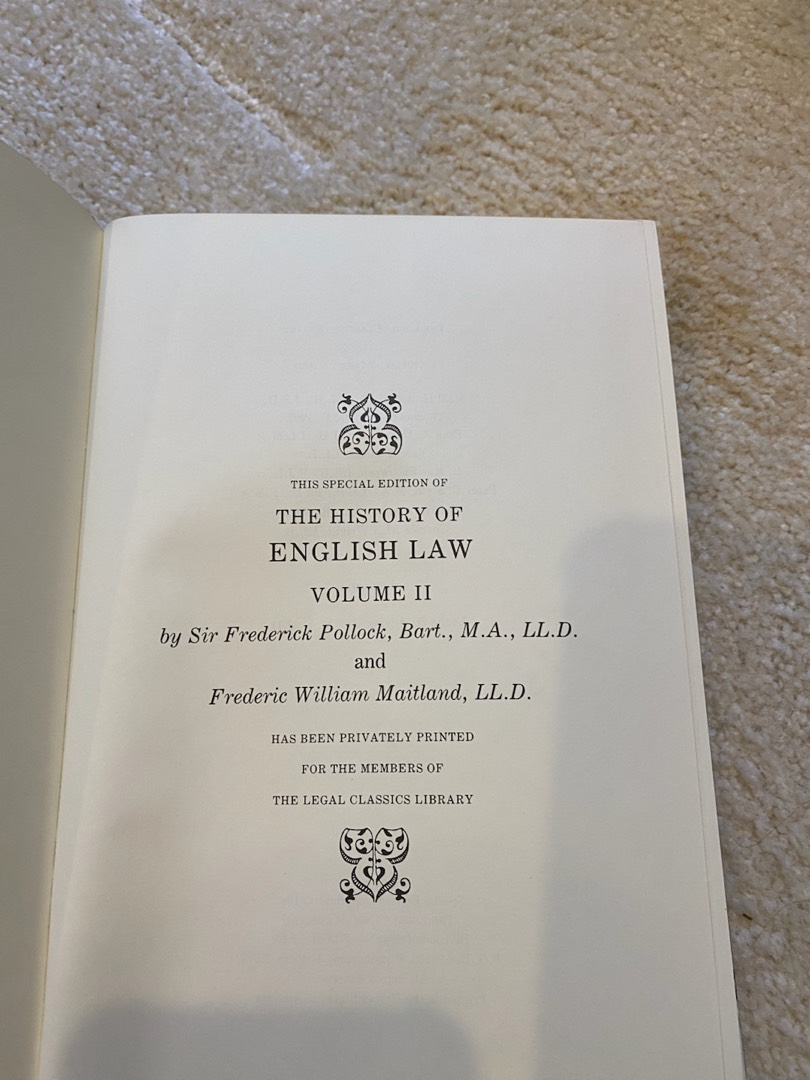 THIS SPECIAL EDITION OF
THE HISTORY OF
ENGLISH LAW
VOLUME II
by Sir Frederick Pollock, Bart., M.A., LL.D.
and
Frederic William Maitland, LL.D.
HAS BEEN PRIVATELY PRINTED
FOR THE MEMBERS OF
THE LEGAL CLASSICS LIBRARY